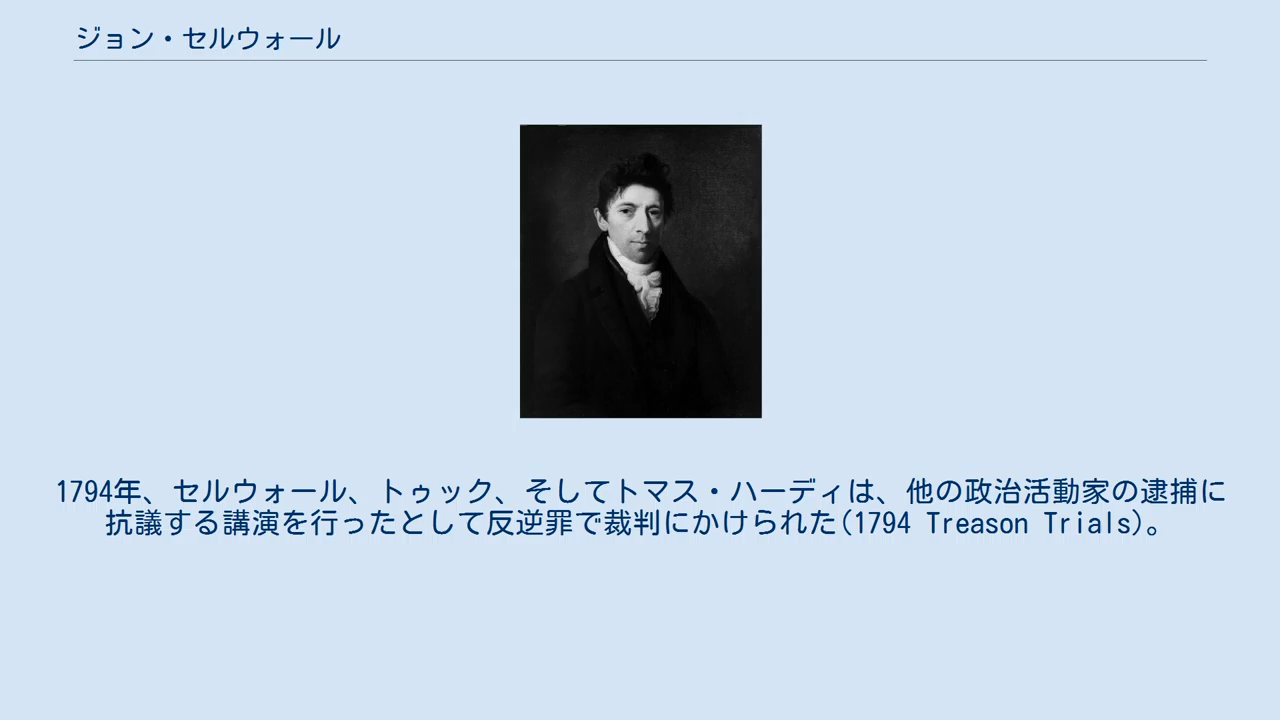 ジョン・セルウォール
1794年、セルウォール、トゥック、そしてトマス・ハーディは、他の政治活動家の逮捕に
抗議する講演を行ったとして反逆罪で裁判にかけられた(1794 Treason Trials)。